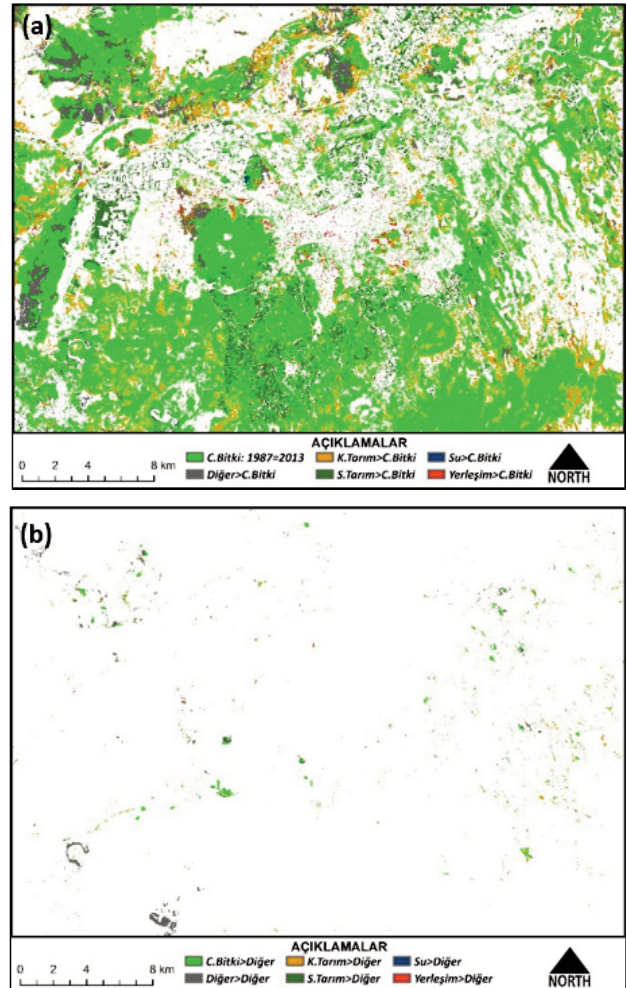 (a)
AÇIKLAMALAR
C.Bitki: 1987=2013 K.Tarım>C.Bitki Su>C.Bitki
Diğer>C.Bitki S.Tarım>C.Bitki Yerleşim>C.Bitki
0 2 4 8 km
NORTH
(b)
AÇIKLAMALAR
C.Bitki>Diğer K.Tarım>Diğer Su>Diğer
Diğer>Diğer S.Tarım>Diğer Yerleşim>Diğer
0 2 4 8 km
NORTH